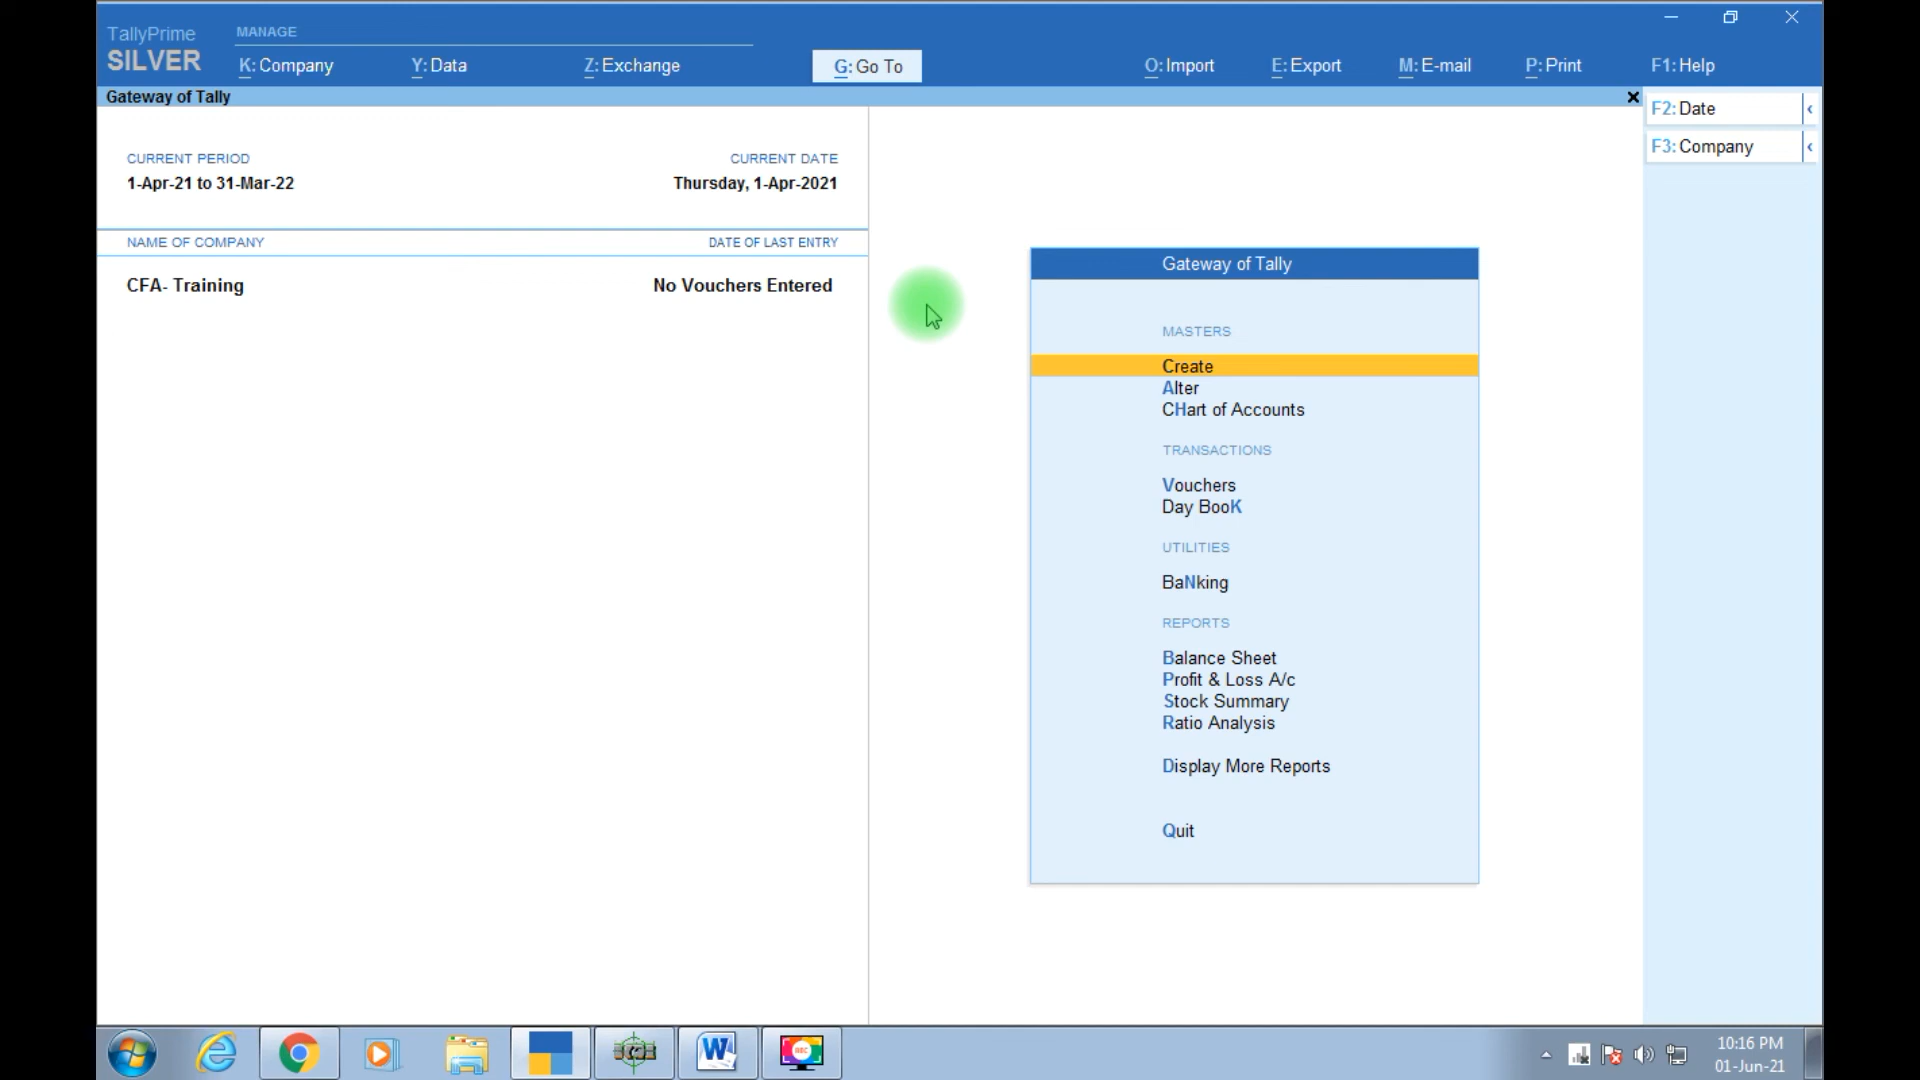 TallyPrime
SILVER
MANAGE
K: Company
Y: Data
Z: Exchange
G: Go To
O: Import
E: Export
M: E-mail
P: Print
F1: Help
Gateway of Tally
F2: Date
F3: Company
CURRENT PERIOD
CURRENT DATE
1-Apr-21 to 31-Mar-22
Thursday, 1-Apr-2021
NAME OF COMPANY
DATE OF LAST ENTRY
CFA- Training
No Vouchers Entered
Gateway of Tally
MASTERS
Create
Alter
CHart of Accounts
TRANSACTIONS
Vouchers
Day BooK
UTILITIES
BaNking
REPORTS
Balance Sheet
Profit & Loss A/c
Stock Summary
Ratio Analysis
Display More Reports
Quit
10:16 PM
01-Jun-21